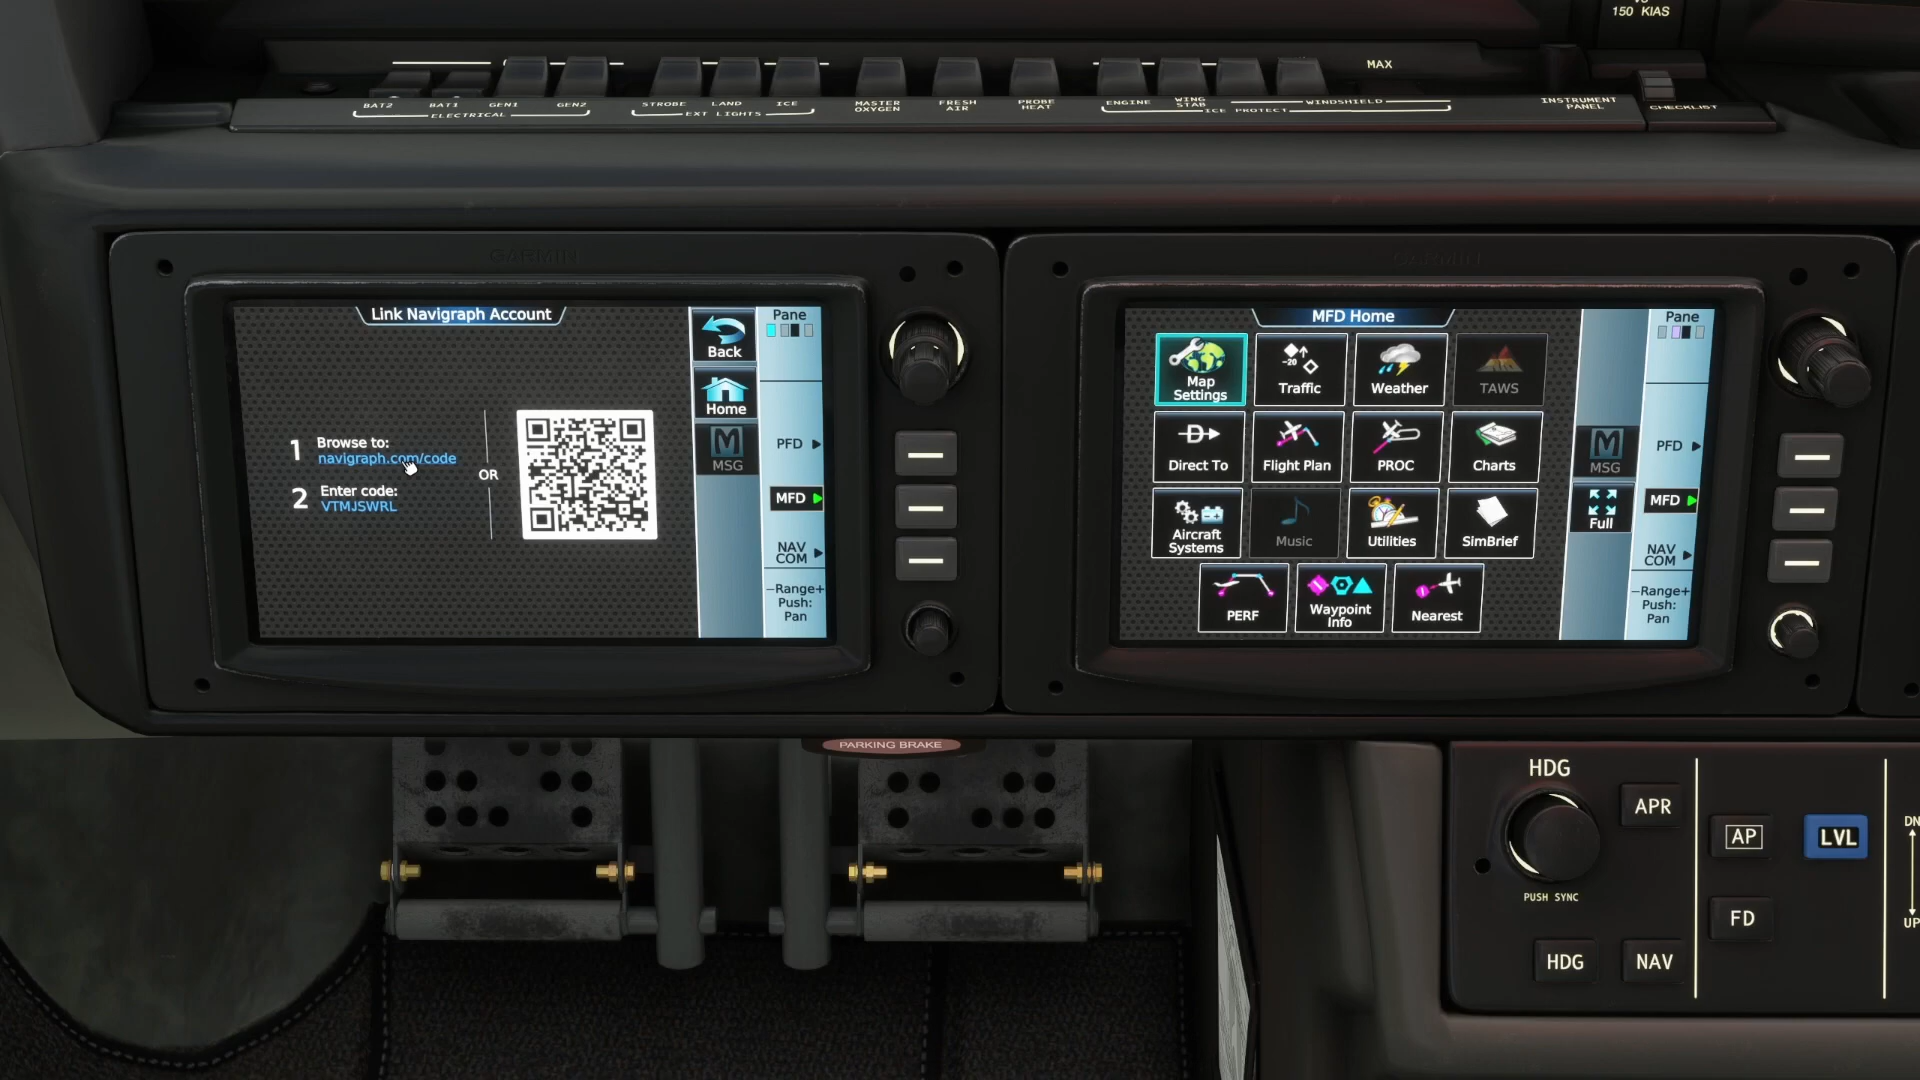 150 KIAS
MAX
BAT2
BAT1
GEN1
GEN2
ELECTRICAL
STROBE
LAND
ICE
EXT LIGHTS
MASTER
OXYGEN
FRESH
AIR
PROBE
HEAT
ENGINE
WING
STAB
WINDSHIELD
ICE PROTECT
INSTRUMENT
PANEL
CHECKLIST
GARMIN
Link Navigraph Account
1
Browse to:
navigraph.com/code
2
Enter code:
VTMJSWRL
OR
Back
Home
MSG
Pane
PFD
MFD
NAV
COM
−Range+
Push:
Pan
GARMIN
MFD Home
Map
Settings
Traffic
Weather
TAWS
Direct To
Flight Plan
PROC
Charts
Aircraft
Systems
Music
Utilities
SimBrief
PERF
Waypoint
Info
Nearest
MSG
Full
Pane
PFD
MFD
NAV
COM
−Range+
Push:
Pan
PARKING BRAKE
HDG
PUSH SYNC
APR
HDG
NAV
AP
LVL
FD
DN
UP